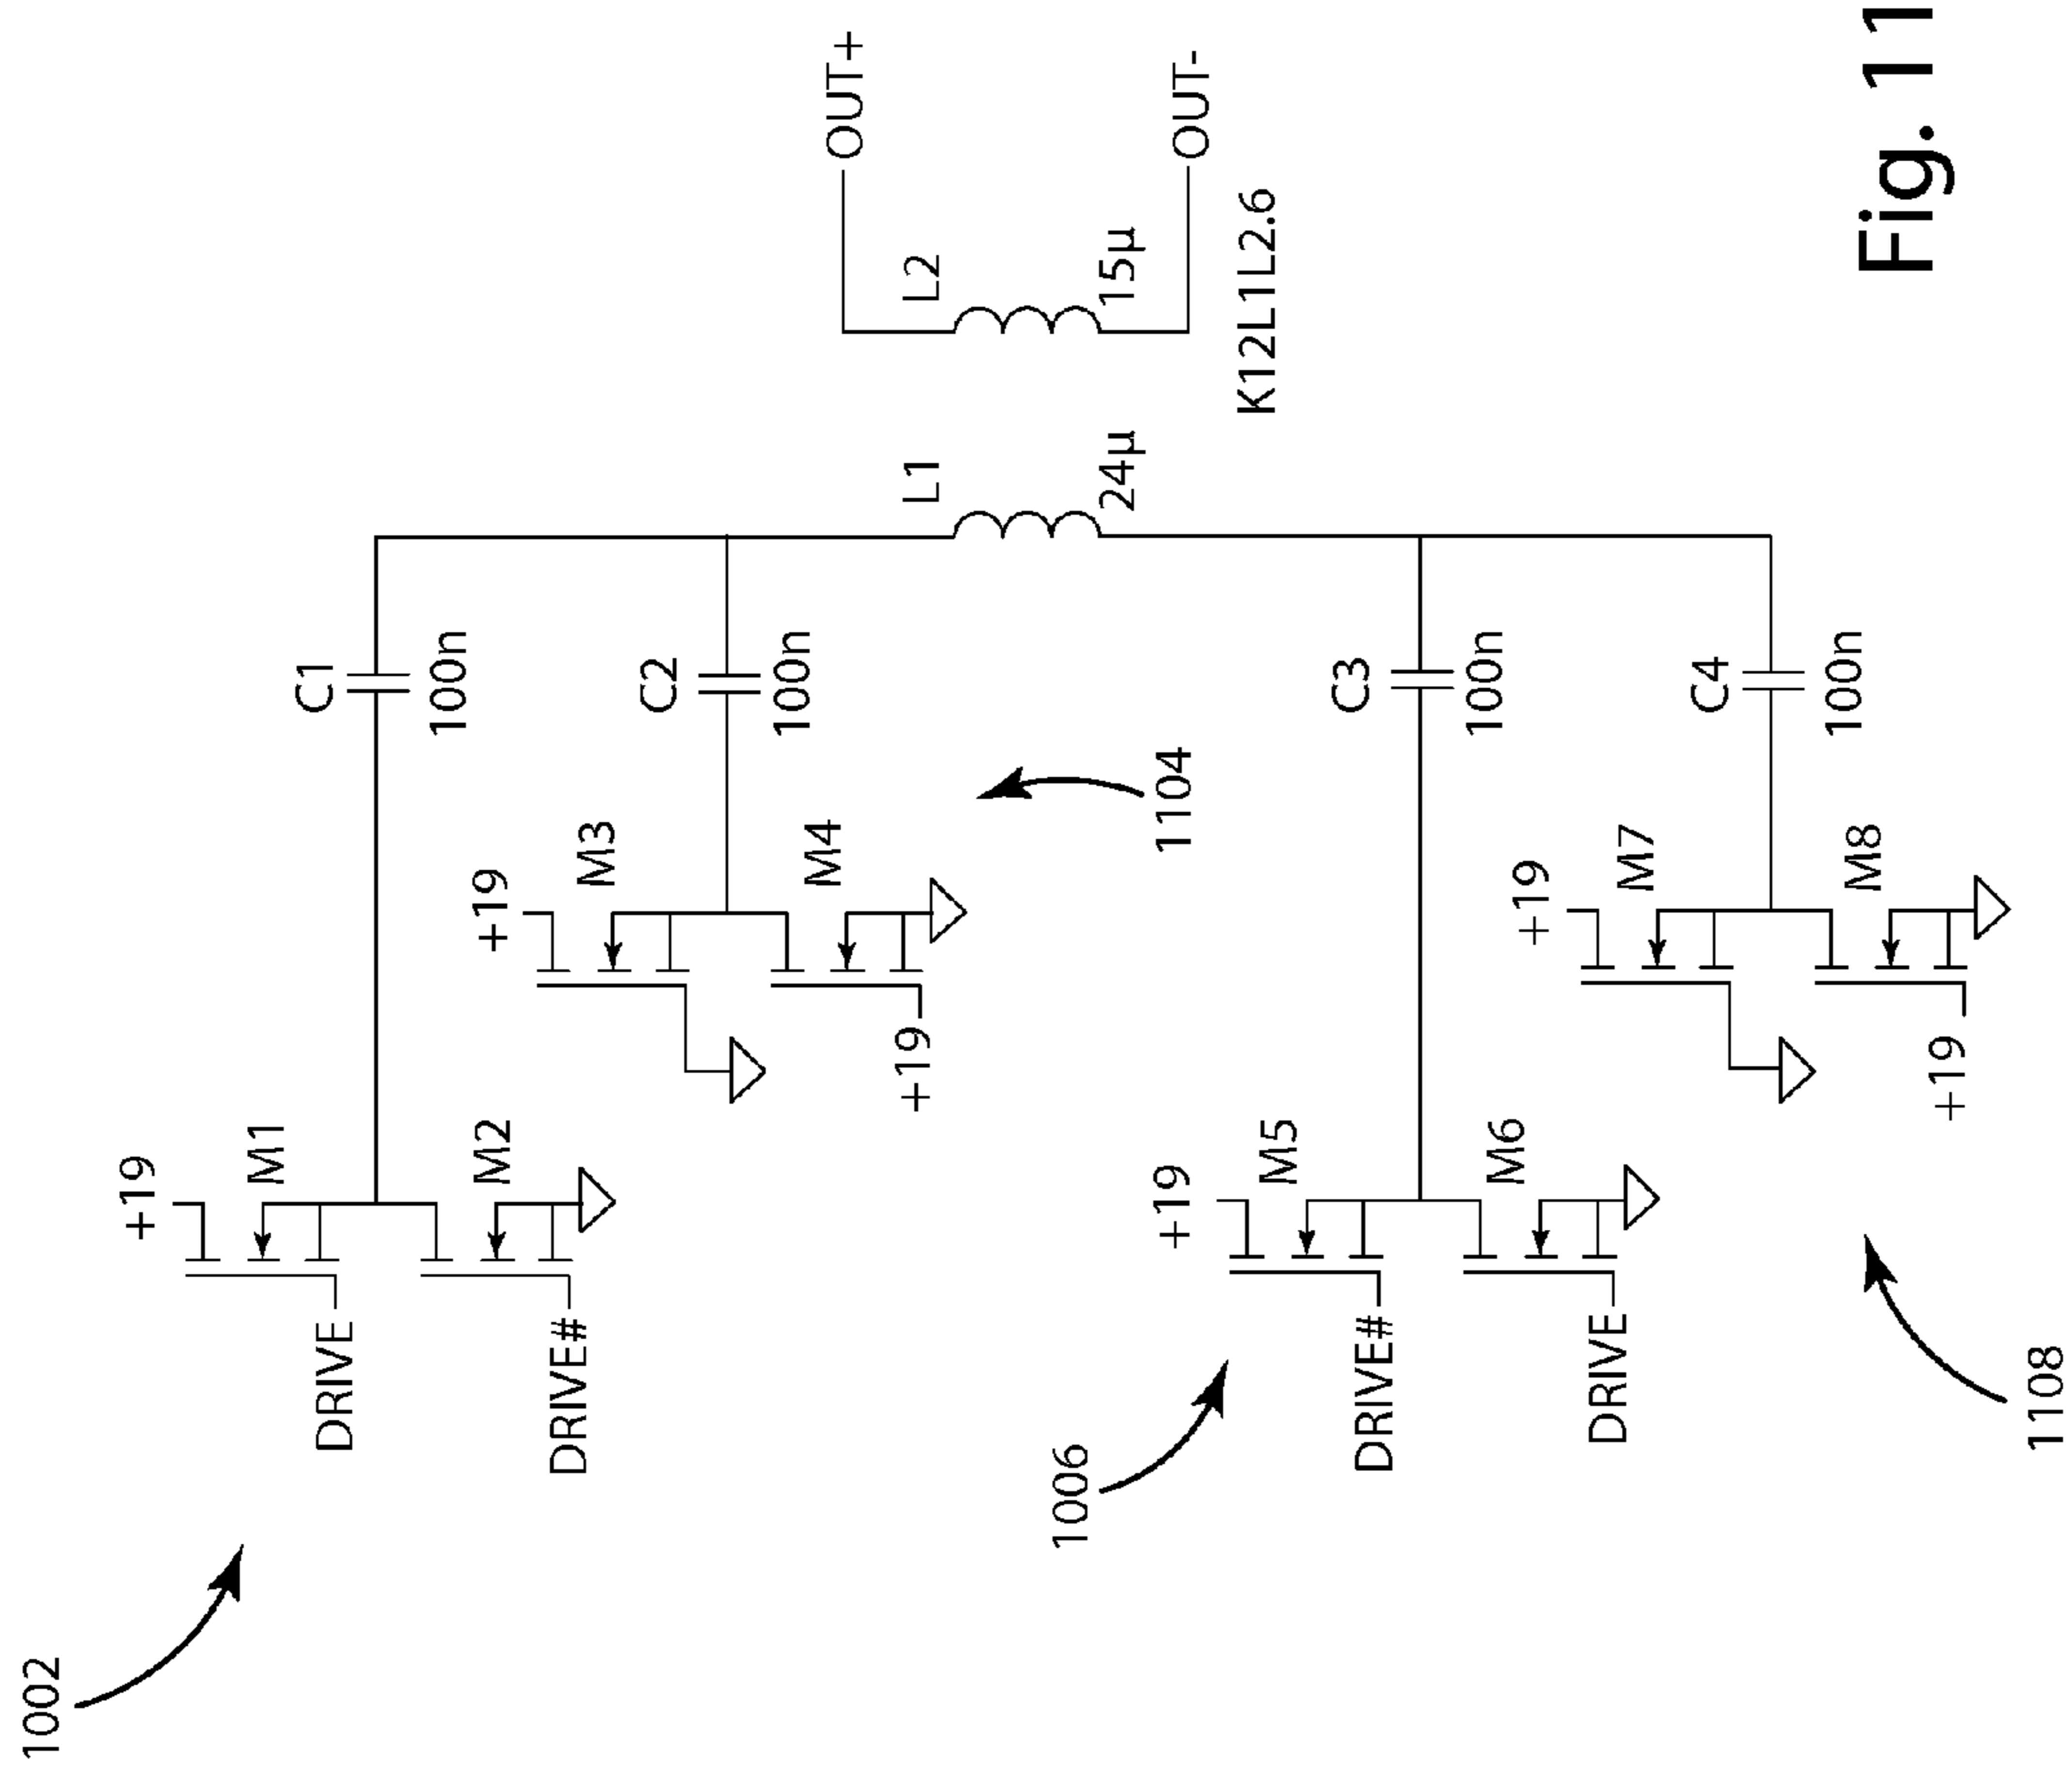 1002
+19
M1
DRIVE
M2
DRIVE#
C1
100n
+19
M3
M4
+19
C2
100n
1104
L1
24µ
L2
15µ
OUT+
OUT-
K12L1L2.6
1006
+19
M5
DRIVE#
M6
DRIVE
C3
100n
+19
M7
M8
+19
C4
100n
1108
Fig. 11